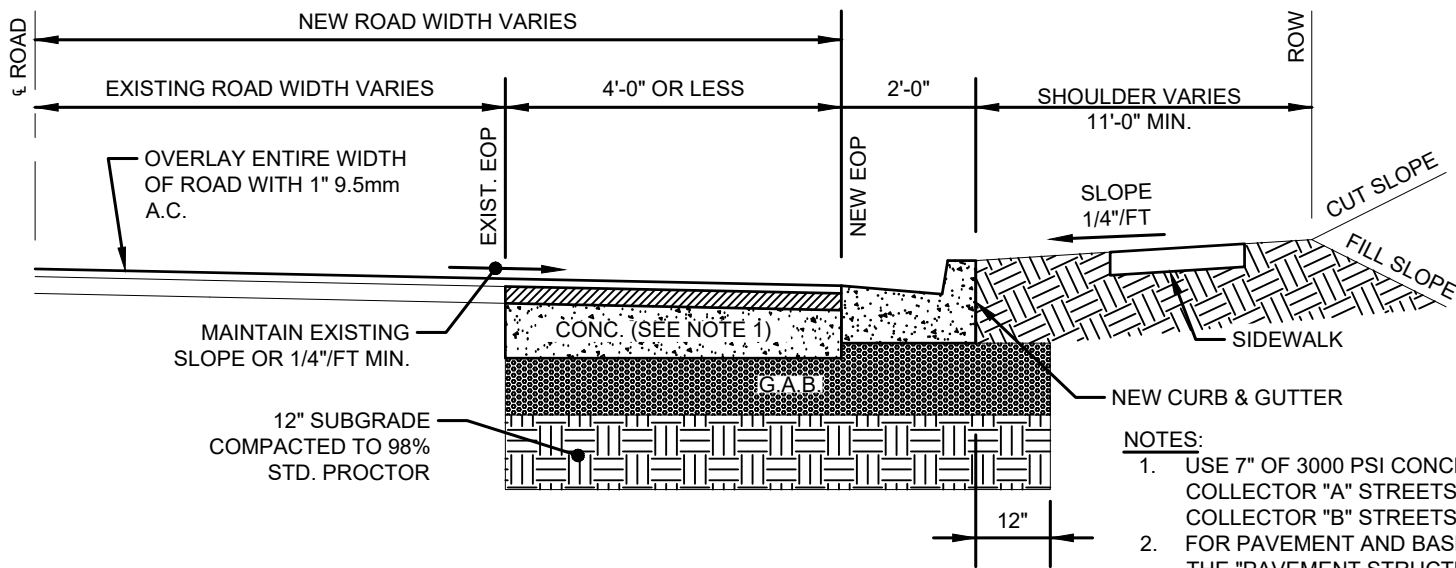 ℄ ROAD
NEW ROAD WIDTH VARIES
ROW
EXISTING ROAD WIDTH VARIES
4'-0" OR LESS
2'-0"
SHOULDER VARIES
11'-0" MIN.
OVERLAY ENTIRE WIDTH
OF ROAD WITH 1" 9.5mm
A.C.
EXIST. EOP
NEW EOP
SLOPE
1/4"/FT
CUT SLOPE
FILL SLOPE
MAINTAIN EXISTING
SLOPE OR 1/4"/FT MIN.
CONC. (SEE NOTE 1)
SIDEWALK
G.A.B.
NEW CURB & GUTTER
12" SUBGRADE
COMPACTED TO 98%
STD. PROCTOR
12"
NOTES:
1. USE 7" OF 3000 PSI
COLLECTOR "A" STREETS
COLLECTOR "B" STREETS
2. FOR PAVEMENT AND
THE